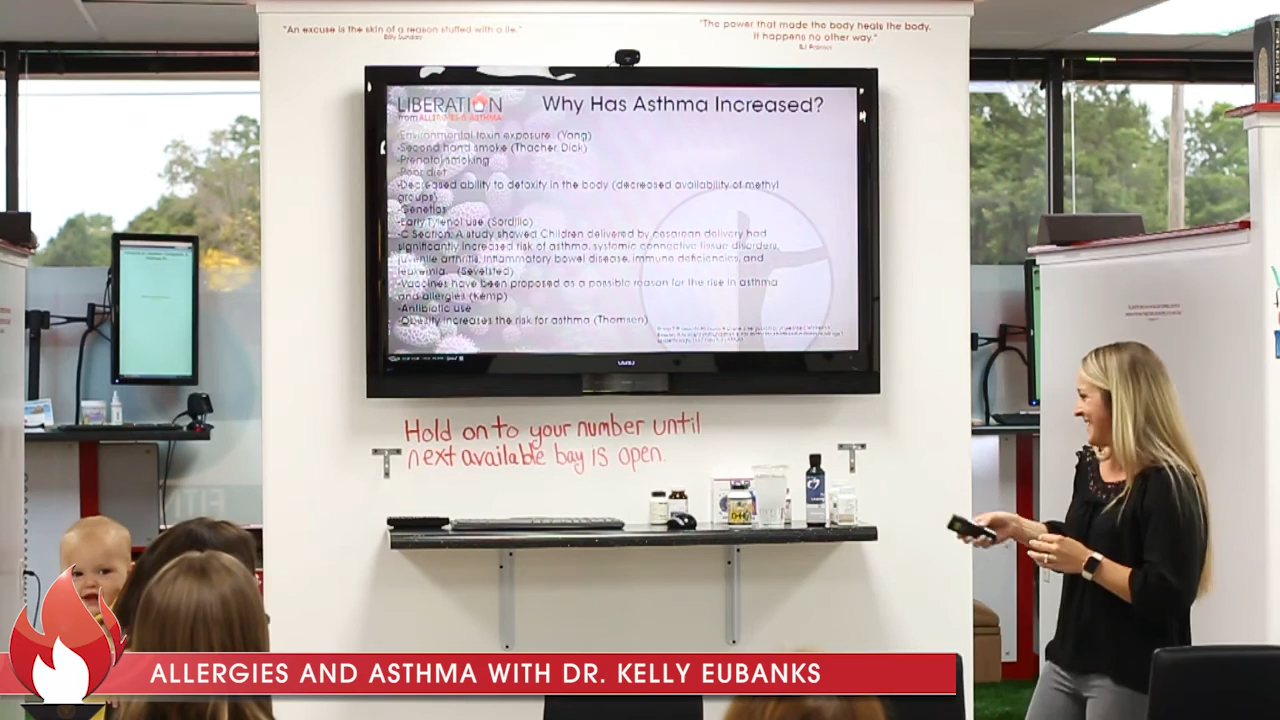 "An excuse is the skin of a reason stuffed with a lie."
Billy Sunday
"The power that made the body heals the body.
It happens no other way."
BJ Palmer
LIBERATION
from ALLERGIES & ASTHMA
Why Has Asthma Increased?
-Environmental toxin exposure (Yang)
-Second hand smoke (Thacher, Dick)
-Prenatal smoking
-Poor diet
-Decreased ability to detoxify in the body (decreased availability of methyl
groups)
-Genetics
-Early Tylenol use (Sordillo)
-C Section: A study showed Children delivered by cesarean delivery had
significantly increased risk of asthma, systemic connective tissue disorders,
juvenile arthritis, inflammatory bowel disease, immune deficiencies, and
leukemia. (Sevelsted)
-Vaccines have been proposed as a possible reason for the rise in asthma
and allergies (Kemp)
-Antibiotic use
-Obesity increases the risk for asthma (Thomsen)
VIZIO
Hold onto your number until
next available bay is open.
ALLERGIES AND ASTHMA WITH DR. KELLY EUBANKS